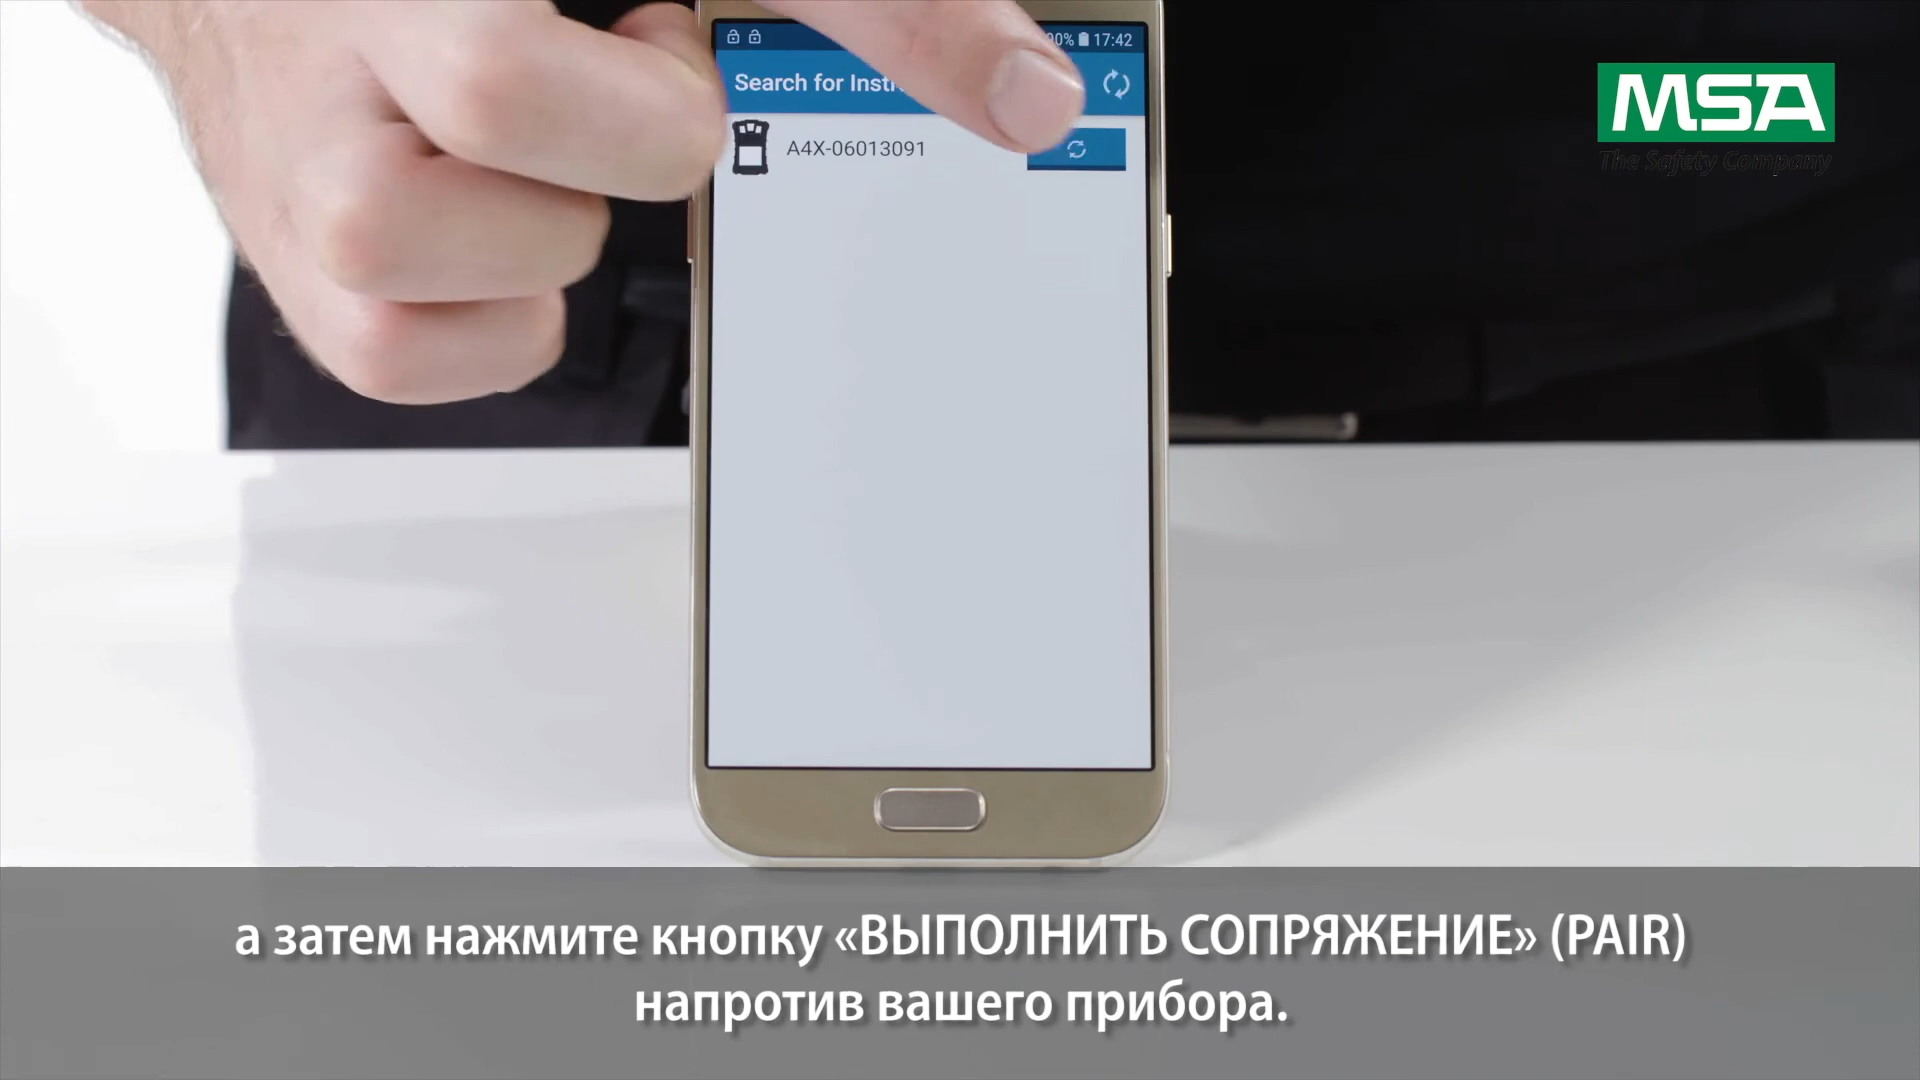 17:42
Search for
A4X-06013091
MSA
The Safety Company
а затем нажмите кнопку «ВЫПОЛНИТЬ СОПРЯЖЕНИЕ» (PAIR)
напротив вашего прибора.